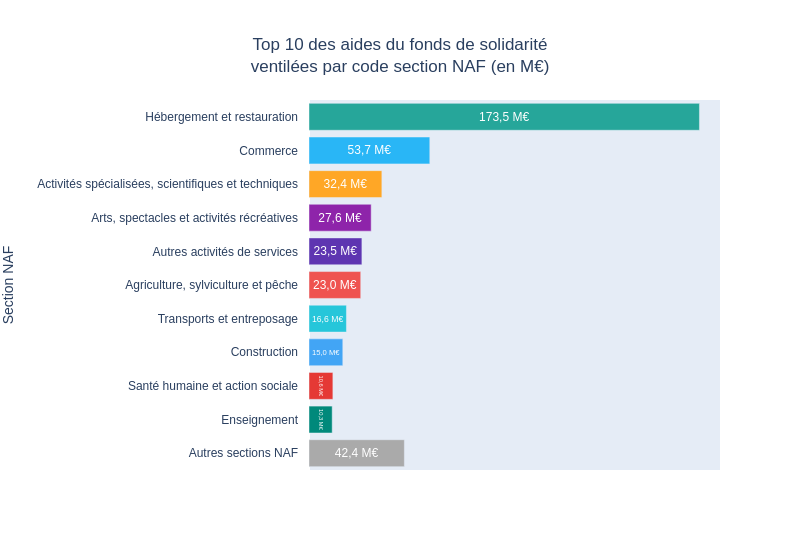 Top 10 des aides du fonds de solidarité
ventilées par code section NAF (en M€)
Section NAF
Hébergement et restauration 173,5 M€
Commerce 53,7 M€
Activités spécialisées, scientifiques et techniques 32,4 M€
Arts, spectacles et activités récréatives 27,6 M€
Autres activités de services 23,5 M€
Agriculture, sylviculture et pêche 23,0 M€
Transports et entreposage 16,6 M€
Construction 15,0 M€
Santé humaine et action sociale
Enseignement 10,3 M€
Autres sections NAF 42,4 M€